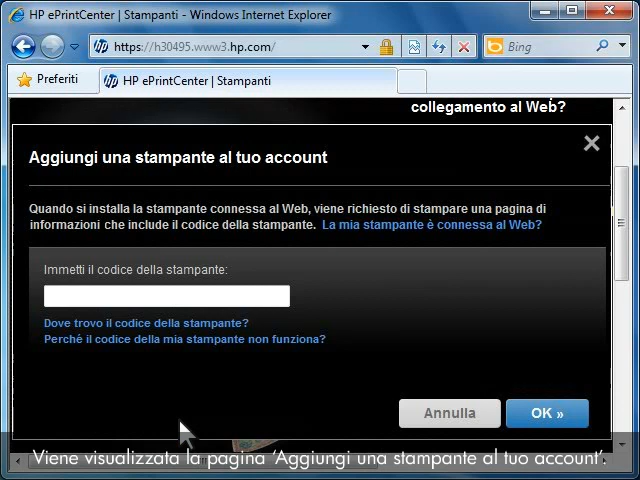 HP ePrintCenter | Stampanti - Windows Internet Explorer
https://h30495.www3.hp.com/
Bing
Preferiti
HP ePrintCenter | Stampanti
collegamento al Web?
Aggiungi una stampante al tuo account
Quando si installa la stampante connessa al Web, viene richiesto di stampare una pagina di
informazioni che include il codice della stampante. La mia stampante è connessa al Web?
Immetti il codice della stampante:
Dove trovo il codice della stampante?
Perché il codice della mia stampante non funziona?
Annulla
OK »
Viene visualizzata la pagina 'Aggiungi una stampante al tuo account'.